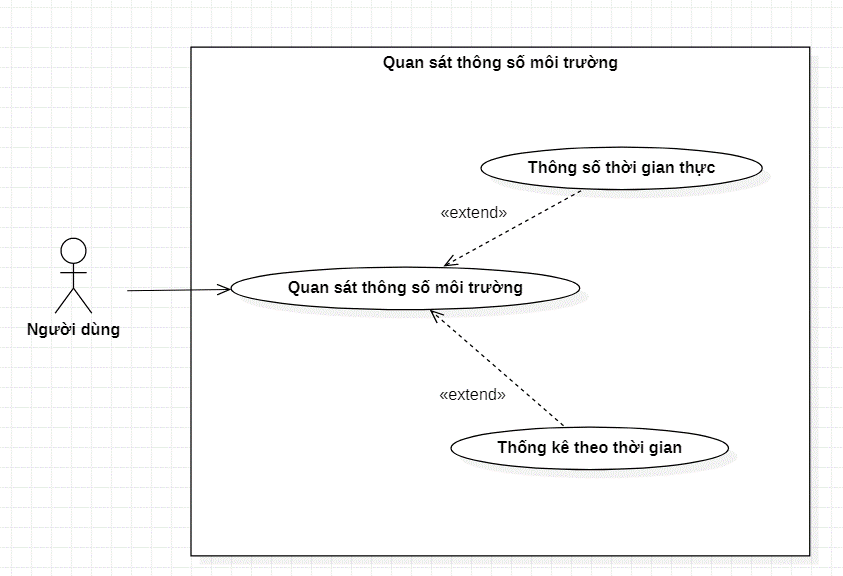 Quan sát thông số môi trường
Thông số thời gian thực
«extend»
Quan sát thông số môi trường
Người dùng
«extend»
Thống kê theo thời gian